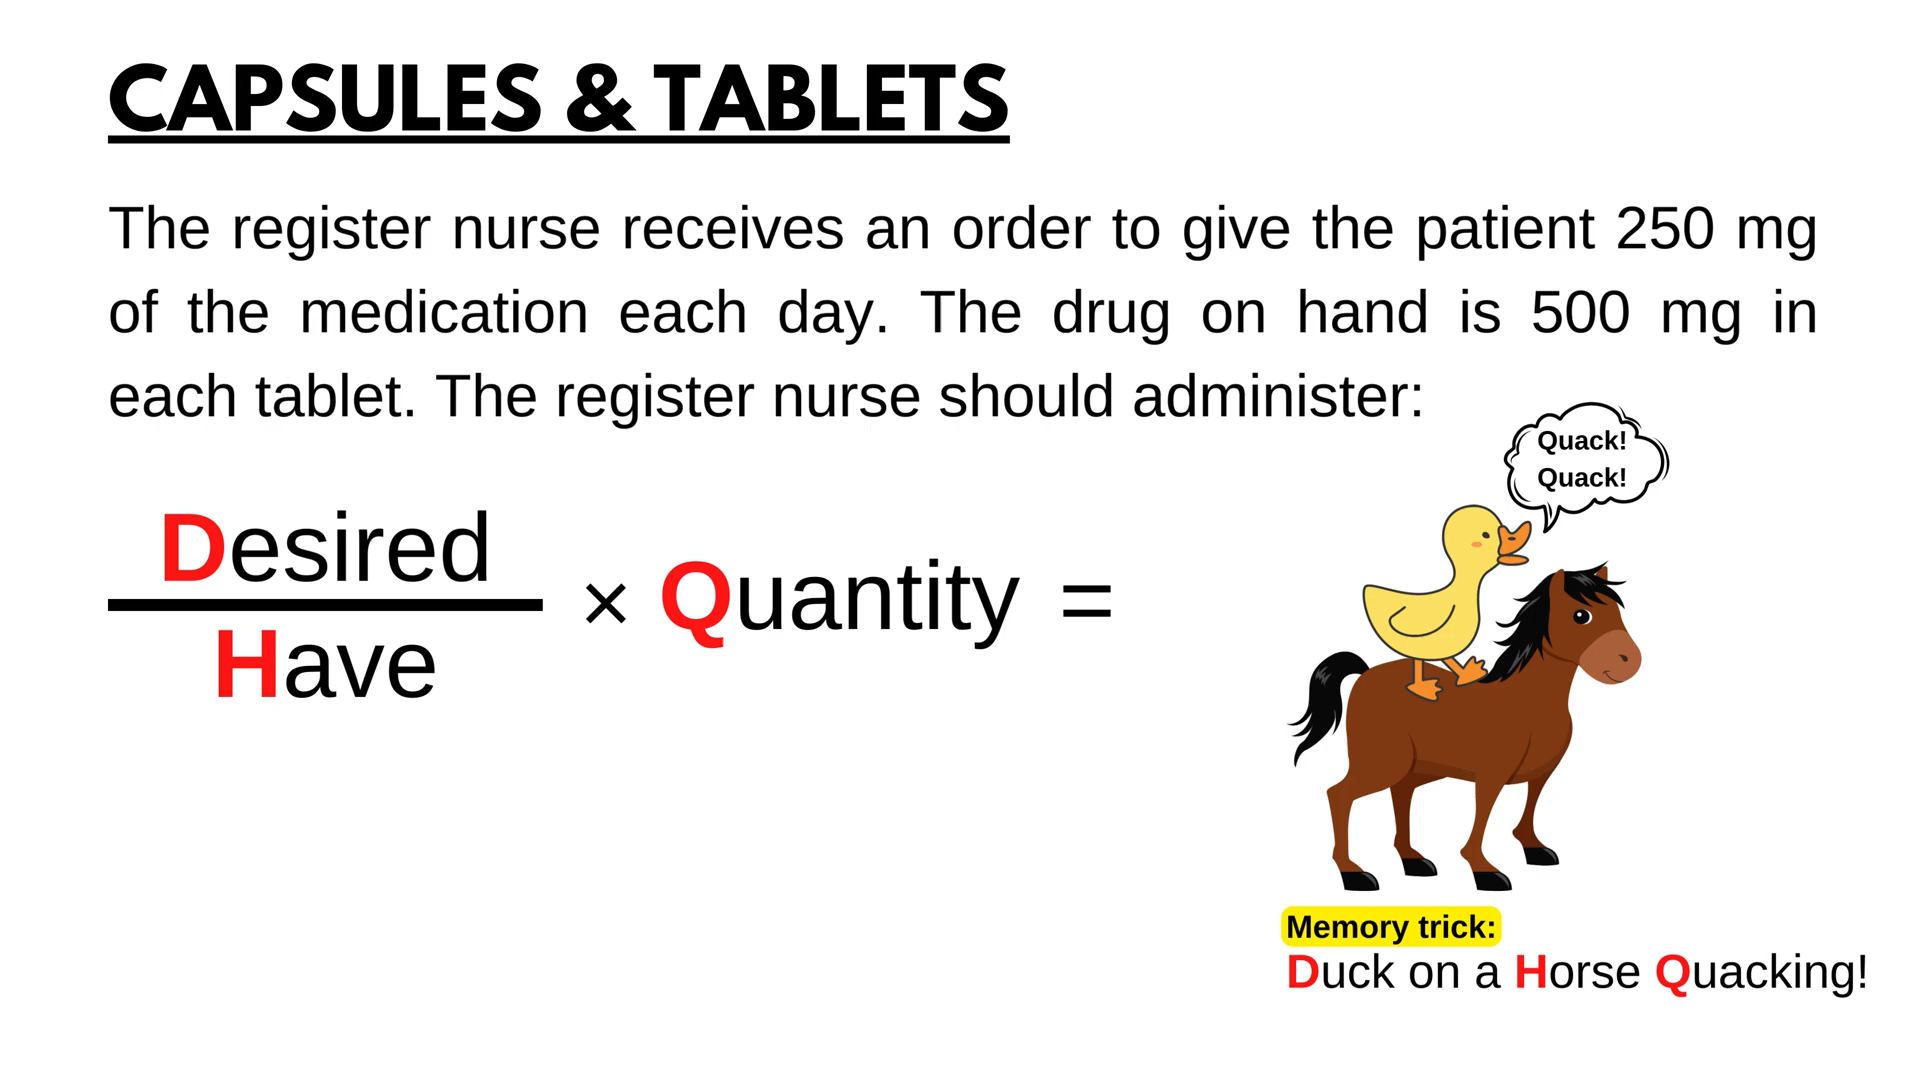 CAPSULES & TABLETS
The register nurse receives an order to give the patient 250 mg
of the medication each day. The drug on hand is 500 mg in
each tablet. The register nurse should administer:
Quack!
Quack!
Desired
Have
× Quantity =
Memory trick:
Duck on a Horse Quacking!